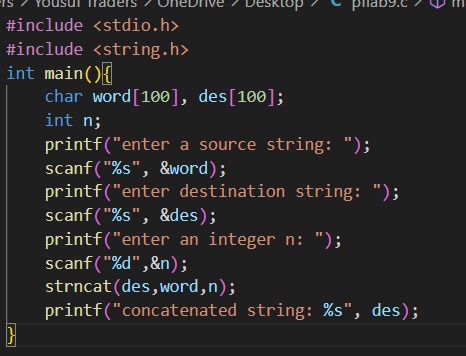 Yousuf Traders > OneDrive > Desktop > C pflab9.c > m
#include <stdio.h>
#include <string.h>
int main(){
    char word[100], des[100];
    int n;
    printf("enter a source string: ");
    scanf("%s", &word);
    printf("enter destination string: ");
    scanf("%s", &des);
    printf("enter an integer n: ");
    scanf("%d",&n);
    strncat(des,word,n);
    printf("concatenated string: %s", des);
}